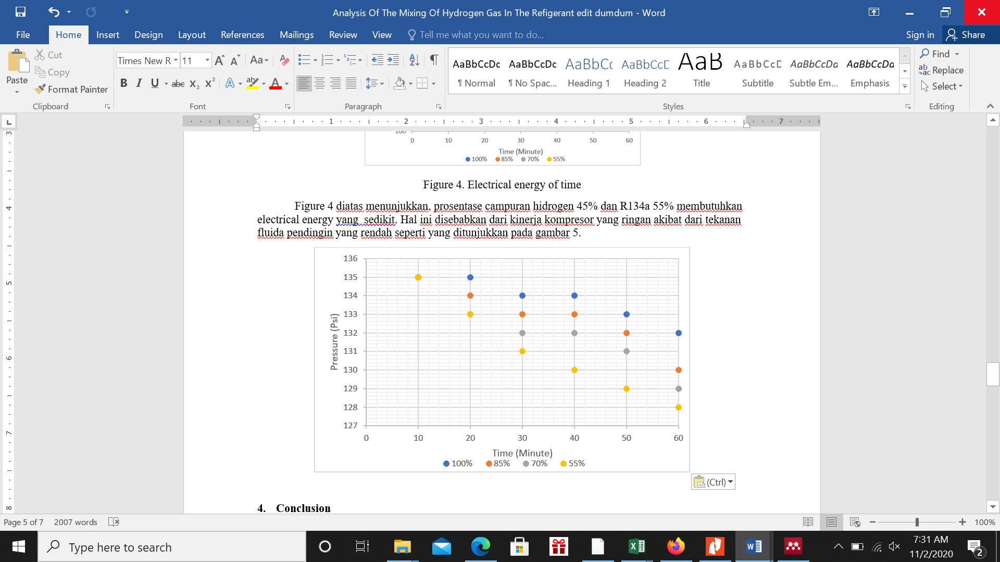 Analysis Of The Mixing Of Hydrogen Gas In The Refigerant edit dumdum - Word
File Home Insert Design Layout References Mailings Review View Tell me what you want to do... Sign in Share
Paste
Cut
Copy
Format Painter
Clipboard
Times New R 11
Font
Paragraph
AaBbCcDc AaBbCcDc AaBbCc AaBbCcD AaB AaBbCcD AaBbCcDa AaBbCcDa
¶ Normal ¶ No Spac... Heading 1 Heading 2 Title Subtitle Subtle Em... Emphasis
Styles
Find
Replace
Select
Editing
1 2 3 4 5 6 7
3 4 5 6 7 8
200
0 10 20 30 40 50 60
Time (Minute)
100% 85% 70% 55%
Figure 4. Electrical energy of time
Figure 4 diatas menunjukkan, prosentase campuran hidrogen 45% dan R134a 55% membutuhkan
electrical energy yang sedikit. Hal ini disebabkan dari kinerja kompresor yang ringan akibat dari tekanan
fluida pendingin yang rendah seperti yang ditunjukkan pada gambar 5.
Pressure (Psi)
136
135
134
133
132
131
130
129
128
127
0 10 20 30 40 50 60
Time (Minute)
100% 85% 70% 55%
(Ctrl)
4. Conclusion
Page 5 of 7 2007 words 100%
Type here to search
7:31 AM
11/2/2020
2